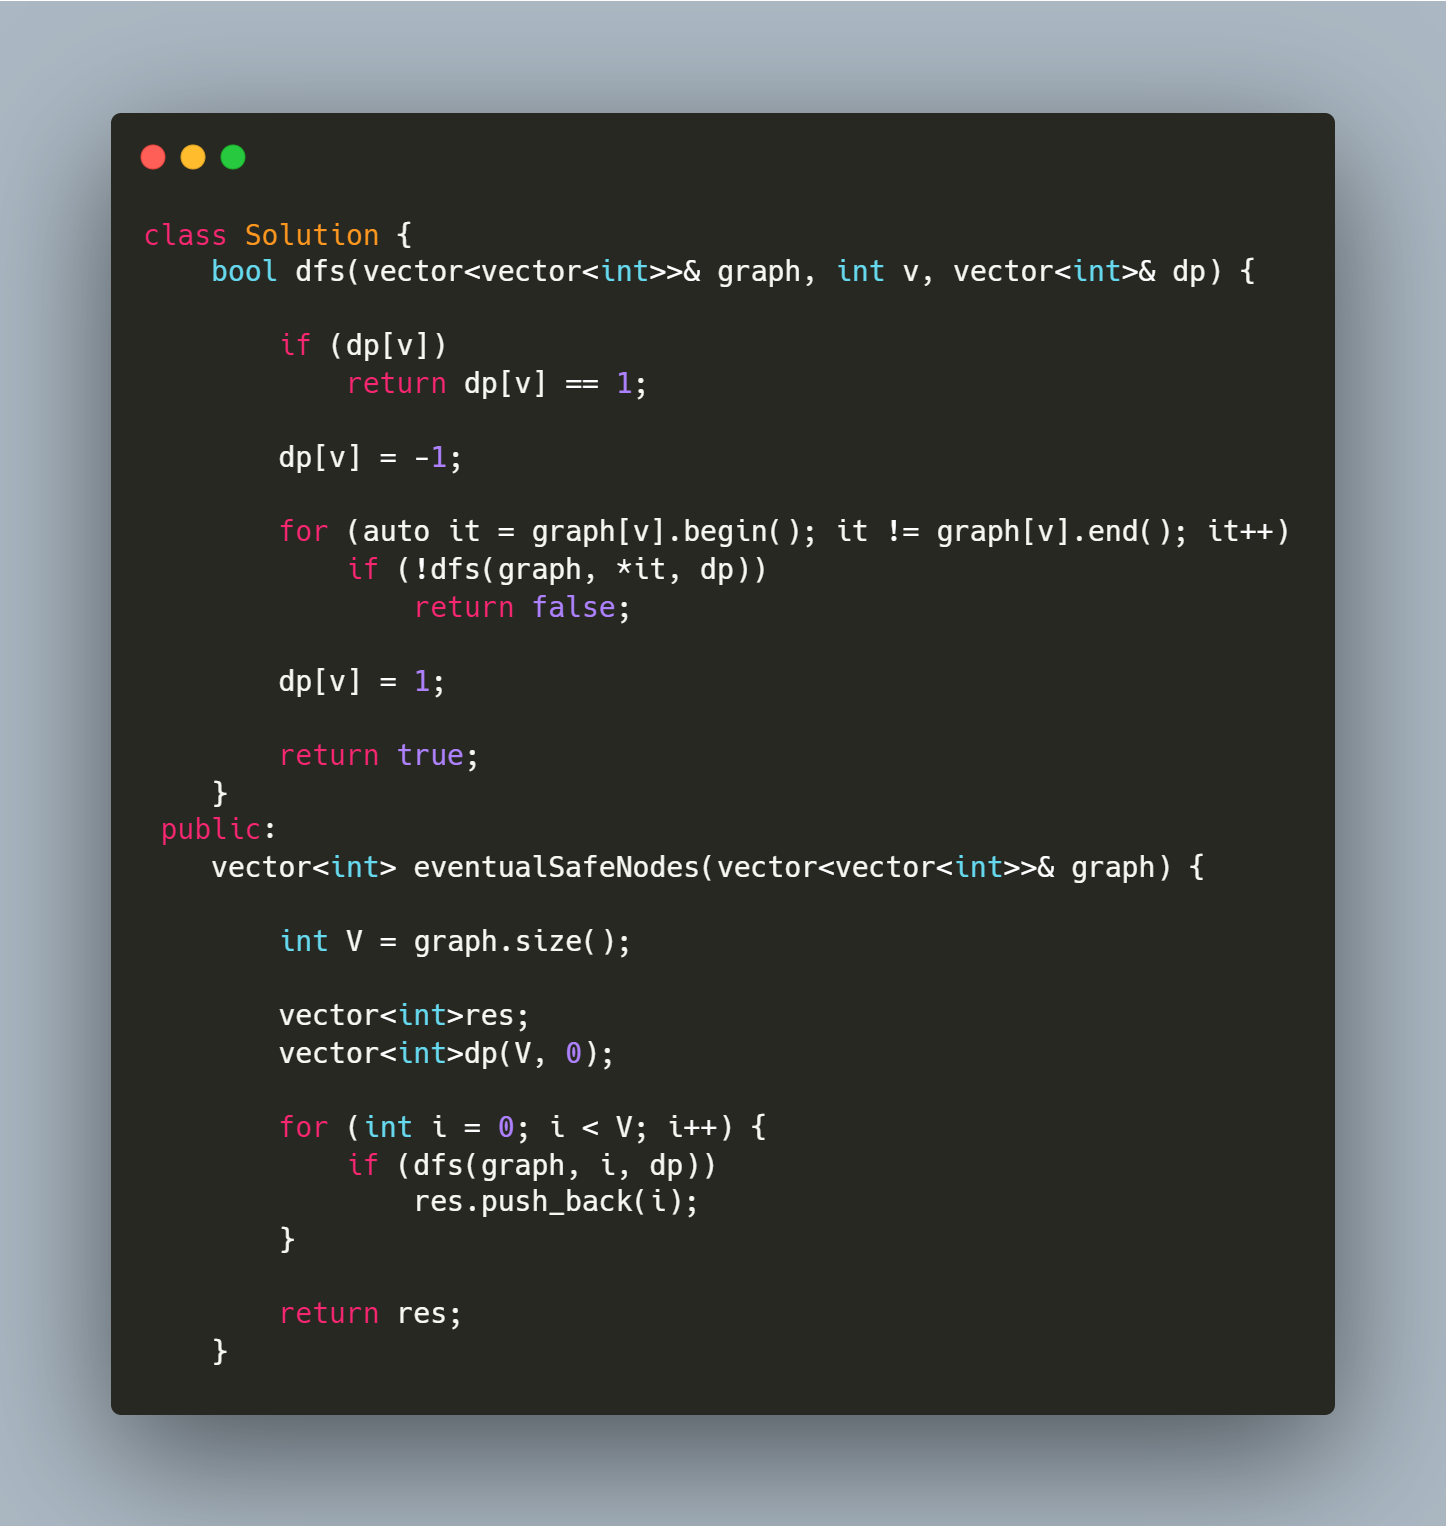 class Solution {
    bool dfs(vector<vector<int>>& graph, int v, vector<int>& dp) {
        if (dp[v])
            return dp[v] == 1;
        dp[v] = -1;
        for (auto it = graph[v].begin(); it != graph[v].end(); it++)
            if (!dfs(graph, *it, dp))
                return false;
        dp[v] = 1;
        return true;
    }
 public:
    vector<int> eventualSafeNodes(vector<vector<int>>& graph) {
        int V = graph.size();
        vector<int>res;
        vector<int>dp(V, 0);
        for (int i = 0; i < V; i++) {
            if (dfs(graph, i, dp))
                res.push_back(i);
        }
        return res;
    }